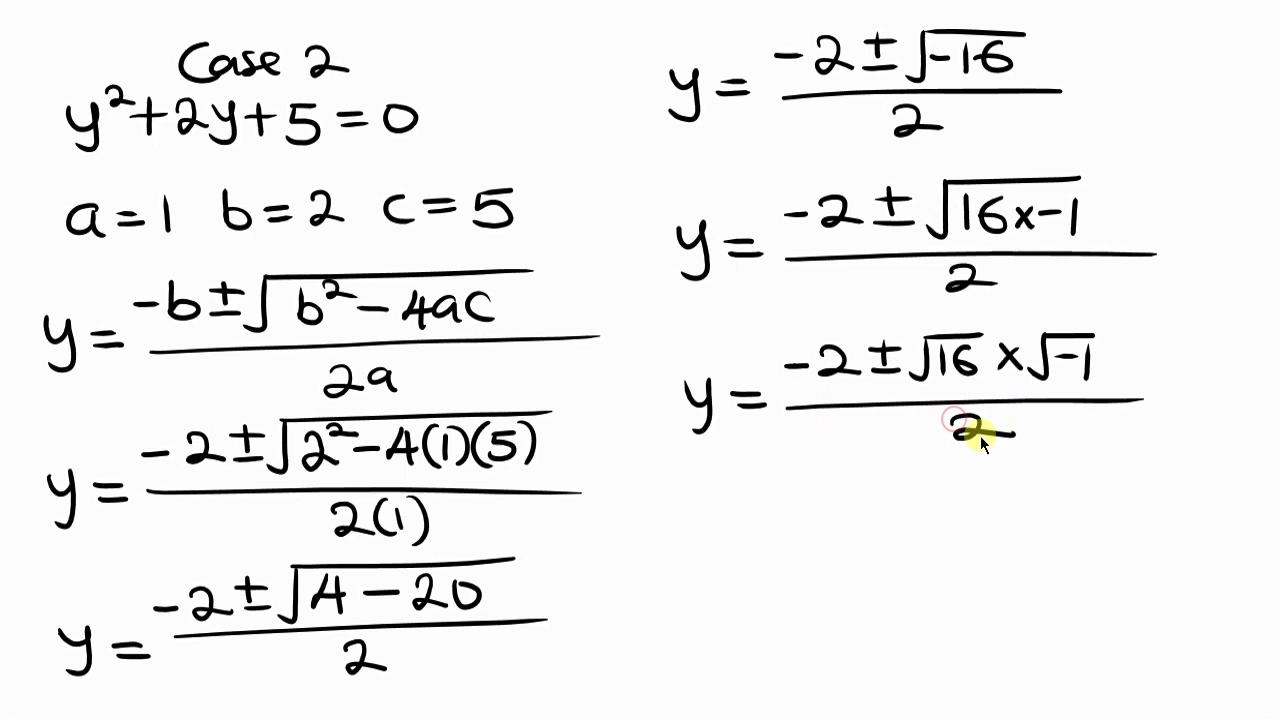 Case 2
y²+2y+5=0
a=1 b=2 c=5
y = (-b±√(b²-4ac))/(2a)
y = (-2±√(2²-4(1)(5)))/(2(1))
y = (-2±√(4-20))/2
y = (-2±√(-16))/2
y = (-2±√(16x-1))/2
y = (-2±√16 x √-1)/2